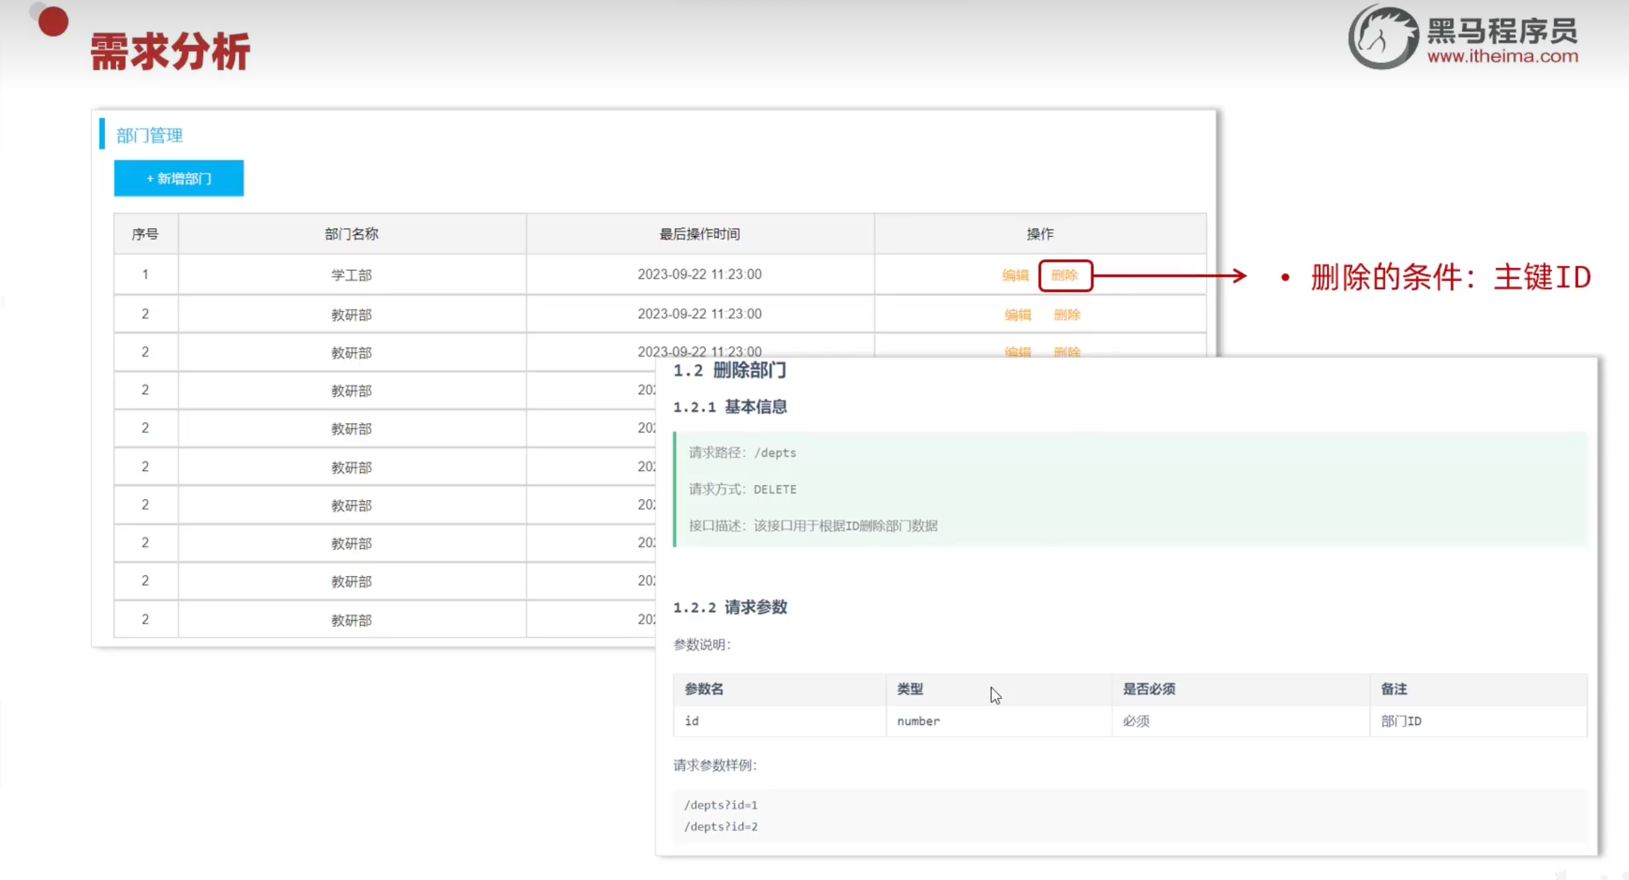 需求分析
黑马程序员
www.itheima.com
部门管理
+ 新增部门
序号 部门名称 最后操作时间 操作
1 学工部 2023-09-22 11:23:00 编辑 删除
• 删除的条件：主键ID
2 教研部 2023-09-22 11:23:00 编辑 删除
2 教研部 2023-09-22 11:23:00 编辑 删除
2 教研部 202
2 教研部 202
2 教研部 202
2 教研部 202
2 教研部 202
2 教研部 202
2 教研部 202
1.2 删除部门
1.2.1 基本信息
请求路径：/depts
请求方式：DELETE
接口描述：该接口用于根据ID删除部门数据
1.2.2 请求参数
参数说明：
参数名 类型 是否必须 备注
id number 必须 部门ID
请求参数样例：
/depts?id=1
/depts?id=2